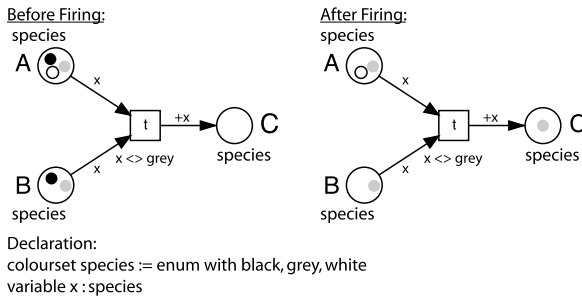 Before Firing:
species
A
x
t
+x
C
species
x <> grey
B
x
species
After Firing:
species
A
x
t
+x
C
species
x <> grey
B
x
species
Declaration:
colourset species := enum with black, grey, white
variable x : species